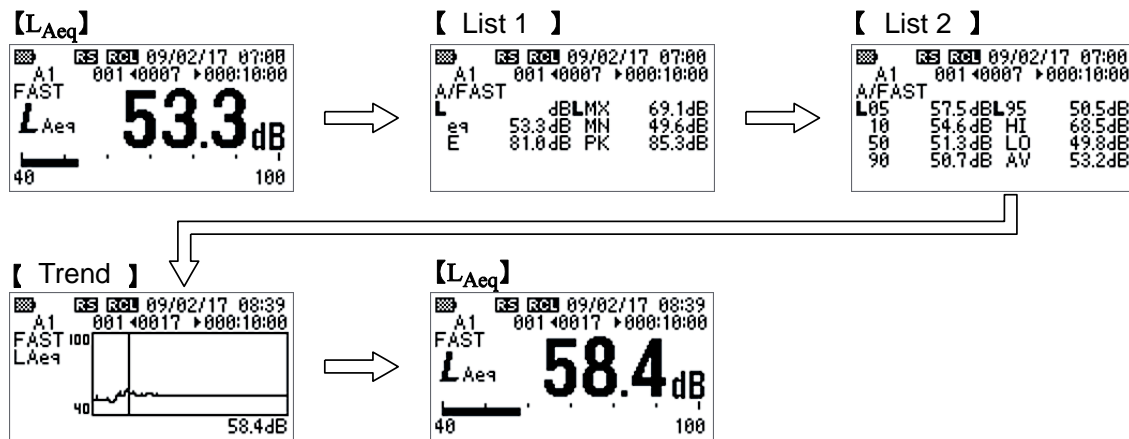 【LAeq】
RS RCL 09/02/17 07:00
A1 001 ◀0007 ▶000:10:00
FAST
LAeq 53.3 dB
40 100
【 List 1 】
RS RCL 09/02/17 07:00
A1 001 ◀0007 ▶000:10:00
A/FAST
L dB LMX 69.1dB
eq 53.3dB MN 49.6dB
E 81.0dB PK 85.3dB
【 List 2 】
RS RCL 09/02/17 07:00
A1 001 ◀0007 ▶000:10:00
A/FAST
L05 57.5dB L95 50.5dB
10 54.6dB HI 68.5dB
50 51.3dB LO 49.8dB
90 50.7dB AV 53.2dB
【 Trend 】
RS RCL 09/02/17 08:39
A1 001 ◀0017 ▶000:10:00
FAST 100
LAeq
40
58.4dB
【LAeq】
RS RCL 09/02/17 08:39
A1 001 ◀0017 ▶000:10:00
FAST
LAeq 58.4 dB
40 100